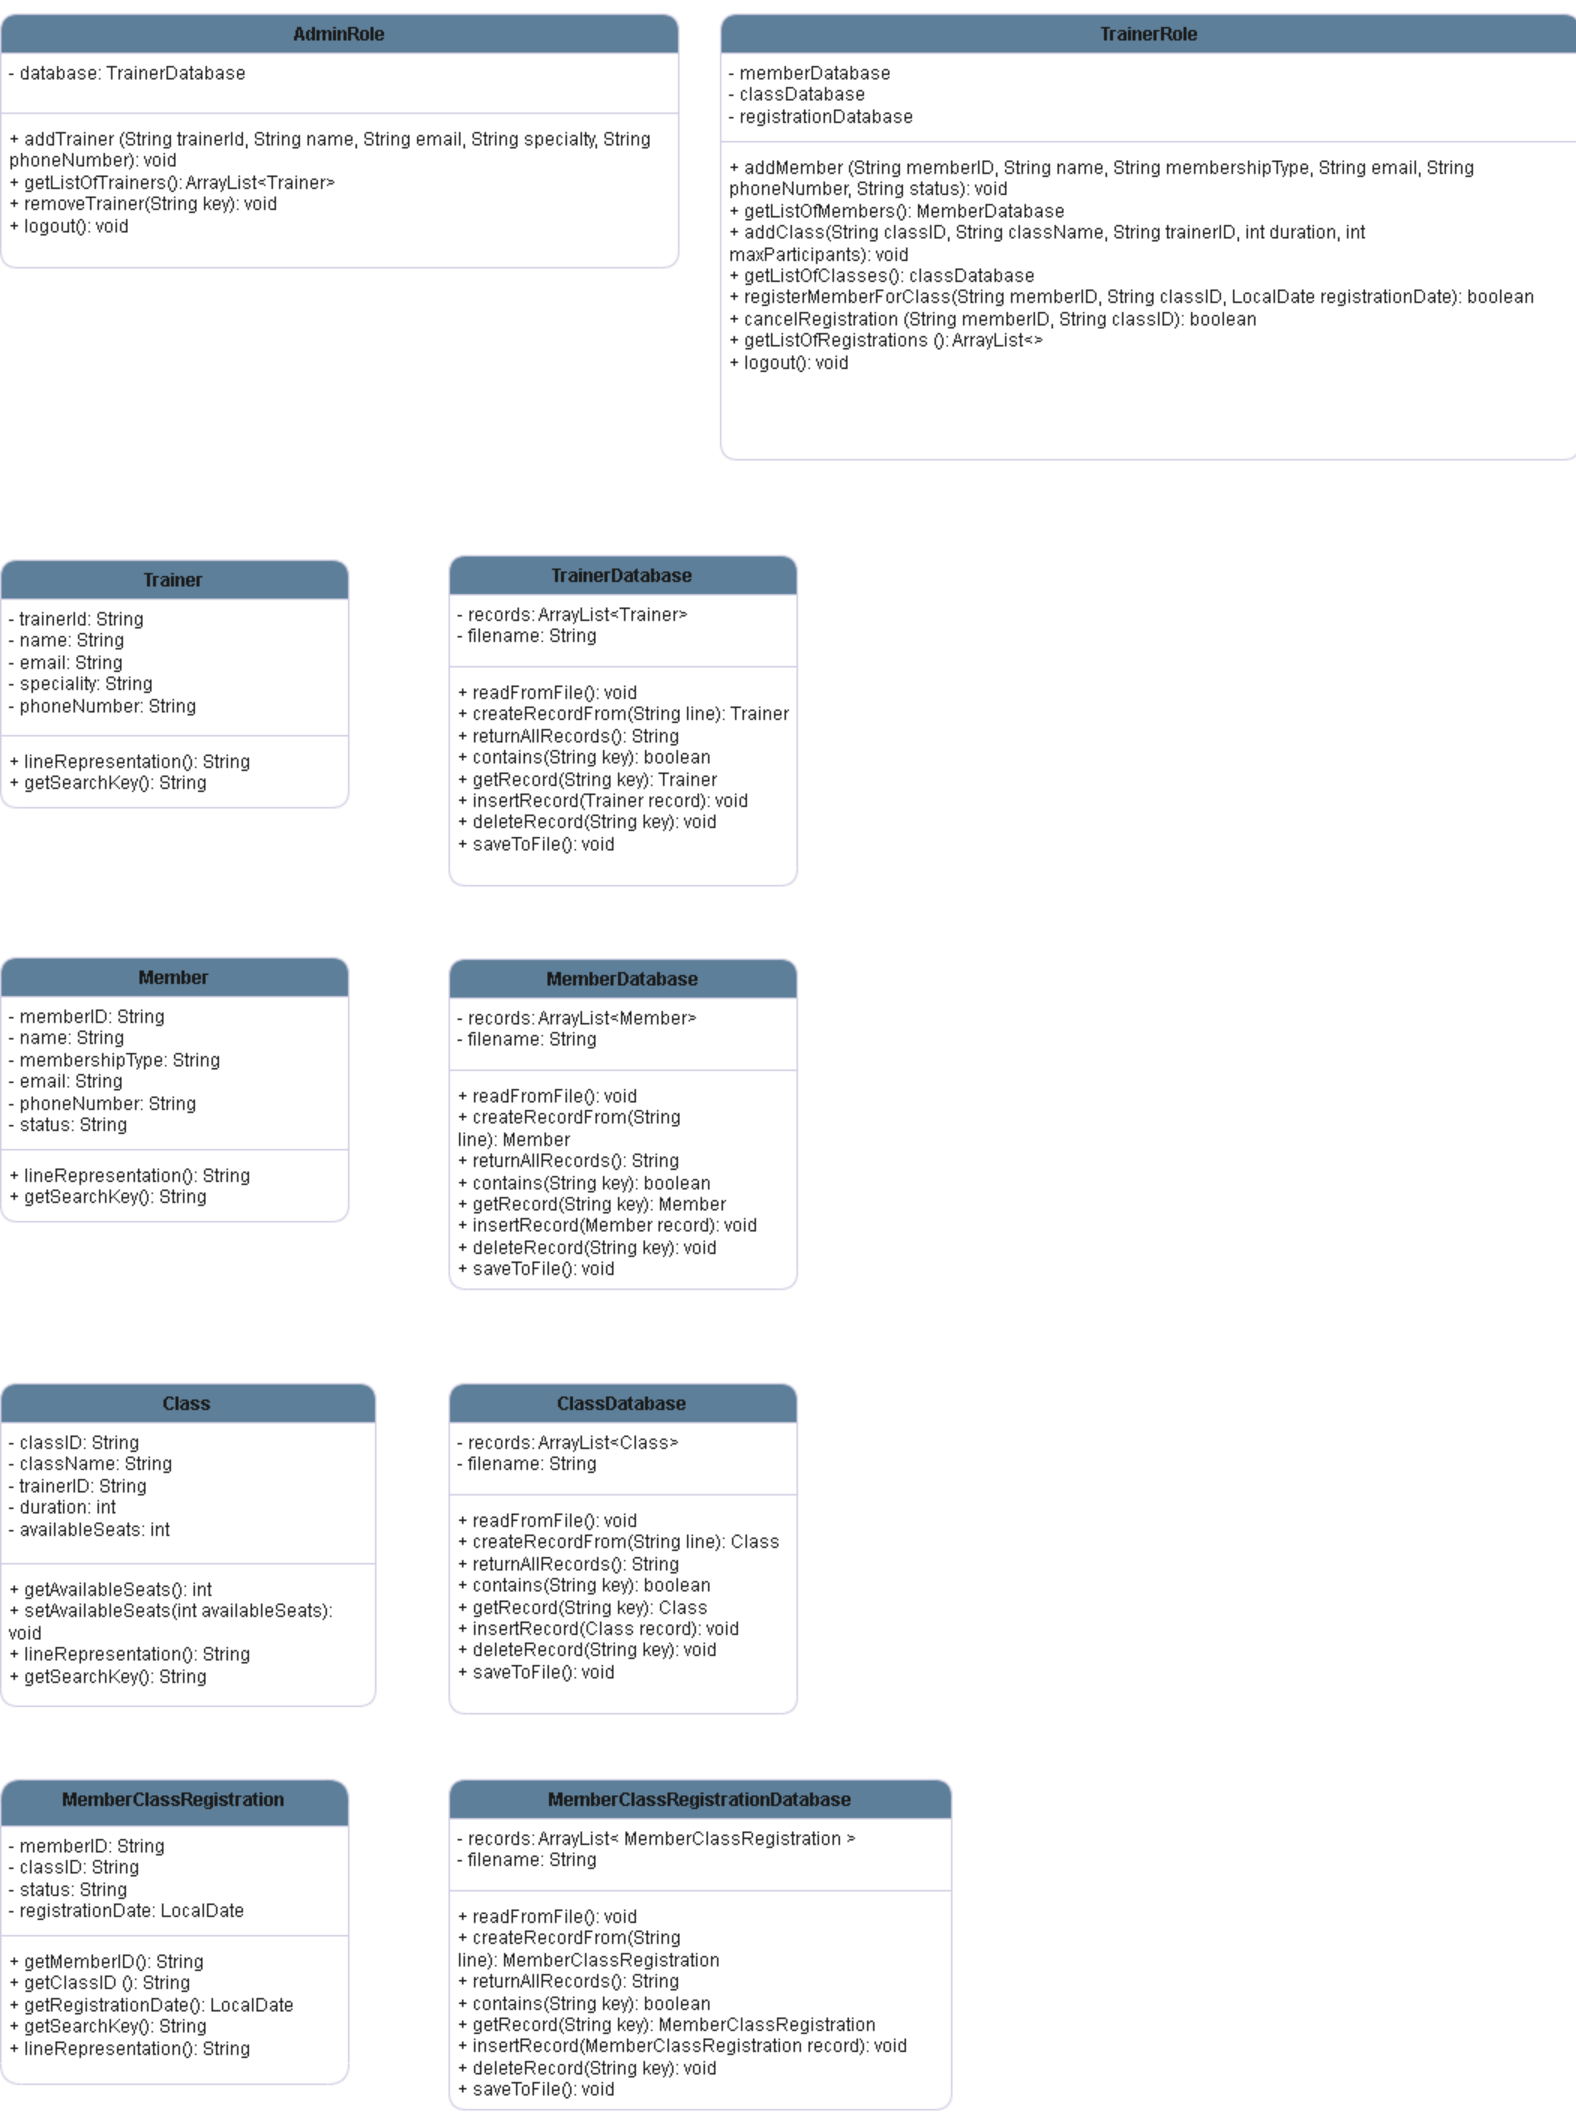 AdminRole
- database: TrainerDatabase
+ addTrainer (String trainerId, String name, String email, String specialty, String
phoneNumber): void
+ getListOfTrainers(): ArrayList<Trainer>
+ removeTrainer(String key): void
+ logout(): void
TrainerRole
- memberDatabase
- classDatabase
- registrationDatabase
+ addMember (String memberID, String name, String membershipType, String email, String
phoneNumber, String status): void
+ getListOfMembers(): MemberDatabase
+ addClass(String classID, String className, String trainerID, int duration, int
maxParticipants): void
+ getListOfClasses(): classDatabase
+ registerMemberForClass(String memberID, String classID, LocalDate registrationDate): boolean
+ cancelRegistration (String memberID, String classID): boolean
+ getListOfRegistrations (): ArrayList<>
+ logout(): void
Trainer
- trainerId: String
- name: String
- email: String
- speciality: String
- phoneNumber: String
+ lineRepresentation(): String
+ getSearchKey(): String
TrainerDatabase
- records: ArrayList<Trainer>
- filename: String
+ readFromFile(): void
+ createRecordFrom(String line): Trainer
+ returnAllRecords(): String
+ contains(String key): boolean
+ getRecord(String key): Trainer
+ insertRecord(Trainer record): void
+ deleteRecord(String key): void
+ saveToFile(): void
Member
- memberID: String
- name: String
- membershipType: String
- email: String
- phoneNumber: String
- status: String
+ lineRepresentation(): String
+ getSearchKey(): String
MemberDatabase
- records: ArrayList<Member>
- filename: String
+ readFromFile(): void
+ createRecordFrom(String
line): Member
+ returnAllRecords(): String
+ contains(String key): boolean
+ getRecord(String key): Member
+ insertRecord(Member record): void
+ deleteRecord(String key): void
+ saveToFile(): void
Class
- classID: String
- className: String
- trainerID: String
- duration: int
- availableSeats: int
+ getAvailableSeats(): int
+ setAvailableSeats(int availableSeats):
void
+ lineRepresentation(): String
+ getSearchKey(): String
ClassDatabase
- records: ArrayList<Class>
- filename: String
+ readFromFile(): void
+ createRecordFrom(String line): Class
+ returnAllRecords(): String
+ contains(String key): boolean
+ getRecord(String key): Class
+ insertRecord(Class record): void
+ deleteRecord(String key): void
+ saveToFile(): void
MemberClassRegistration
- memberID: String
- classID: String
- status: String
- registrationDate: LocalDate
+ getMemberID(): String
+ getClassID (): String
+ getRegistrationDate(): LocalDate
+ getSearchKey(): String
+ lineRepresentation(): String
MemberClassRegistrationDatabase
- records: ArrayList< MemberClassRegistration >
- filename: String
+ readFromFile(): void
+ createRecordFrom(String
line): MemberClassRegistration
+ returnAllRecords(): String
+ contains(String key): boolean
+ getRecord(String key): MemberClassRegistration
+ insertRecord(MemberClassRegistration record): void
+ deleteRecord(String key): void
+ saveToFile(): void